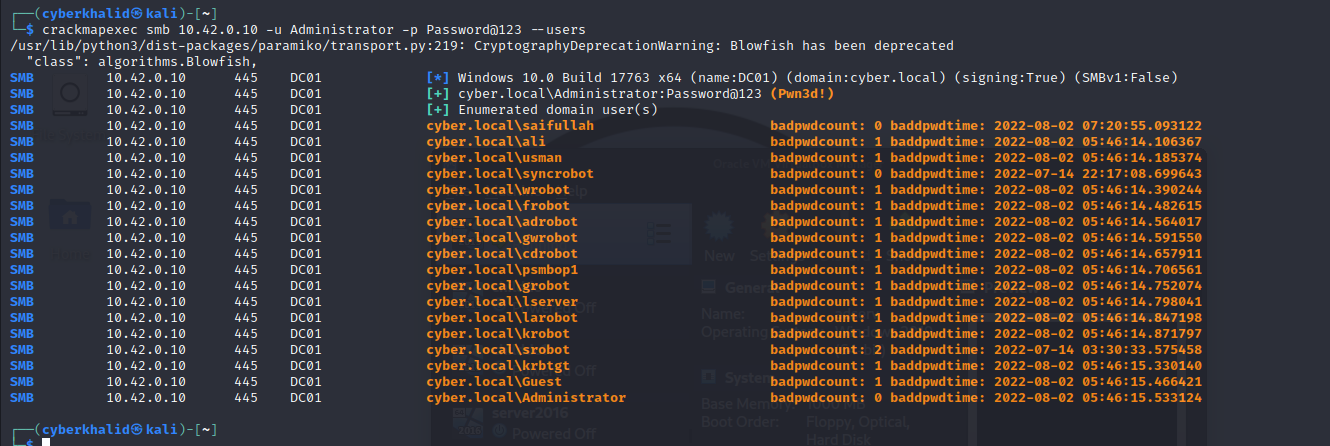 ┌──(cyberkhalid㉿kali)-[~]
└─$ crackmapexec smb 10.42.0.10 -u Administrator -p Password@123 --users
/usr/lib/python3/dist-packages/paramiko/transport.py:219: CryptographyDeprecationWarning: Blowfish has been deprecated
"class": algorithms.Blowfish,
SMB 10.42.0.10 445 DC01 [*] Windows 10.0 Build 17763 x64 (name:DC01) (domain:cyber.local) (signing:True) (SMBv1:False)
SMB 10.42.0.10 445 DC01 [+] cyber.local\Administrator:Password@123 (Pwn3d!)
SMB 10.42.0.10 445 DC01 [+] Enumerated domain user(s)
SMB 10.42.0.10 445 DC01 cyber.local\saifullah badpwdcount: 0 baddpwdtime: 2022-08-02 07:20:55.093122
SMB 10.42.0.10 445 DC01 cyber.local\ali badpwdcount: 1 baddpwdtime: 2022-08-02 05:46:14.106367
SMB 10.42.0.10 445 DC01 cyber.local\usman badpwdcount: 1 baddpwdtime: 2022-08-02 05:46:14.185374
SMB 10.42.0.10 445 DC01 cyber.local\syncrobot badpwdcount: 0 baddpwdtime: 2022-07-14 22:17:08.699643
SMB 10.42.0.10 445 DC01 cyber.local\wrobot badpwdcount: 1 baddpwdtime: 2022-08-02 05:46:14.390244
SMB 10.42.0.10 445 DC01 cyber.local\frobot badpwdcount: 1 baddpwdtime: 2022-08-02 05:46:14.482615
SMB 10.42.0.10 445 DC01 cyber.local\adrobot badpwdcount: 1 baddpwdtime: 2022-08-02 05:46:14.564017
SMB 10.42.0.10 445 DC01 cyber.local\gwrobot badpwdcount: 1 baddpwdtime: 2022-08-02 05:46:14.591550
SMB 10.42.0.10 445 DC01 cyber.local\cdrobot badpwdcount: 1 baddpwdtime: 2022-08-02 05:46:14.657911
SMB 10.42.0.10 445 DC01 cyber.local\psmbop1 badpwdcount: 1 baddpwdtime: 2022-08-02 05:46:14.706561
SMB 10.42.0.10 445 DC01 cyber.local\grobot badpwdcount: 1 baddpwdtime: 2022-08-02 05:46:14.752074
SMB 10.42.0.10 445 DC01 cyber.local\lserver badpwdcount: 1 baddpwdtime: 2022-08-02 05:46:14.798041
SMB 10.42.0.10 445 DC01 cyber.local\larobot badpwdcount: 1 baddpwdtime: 2022-08-02 05:46:14.847198
SMB 10.42.0.10 445 DC01 cyber.local\krobot badpwdcount: 1 baddpwdtime: 2022-08-02 05:46:14.871797
SMB 10.42.0.10 445 DC01 cyber.local\srobot badpwdcount: 2 baddpwdtime: 2022-07-14 03:30:33.575458
SMB 10.42.0.10 445 DC01 cyber.local\krbtgt badpwdcount: 1 baddpwdtime: 2022-08-02 05:46:15.330140
SMB 10.42.0.10 445 DC01 cyber.local\Guest badpwdcount: 1 baddpwdtime: 2022-08-02 05:46:15.466421
SMB 10.42.0.10 445 DC01 cyber.local\Administrator badpwdcount: 0 baddpwdtime: 2022-08-02 05:46:15.533124
┌──(cyberkhalid㉿kali)-[~]
└─$
New
General
Name:
System
Base Memory:
Boot Order: Floppy, Optical,
Hard Disk
server2016
Powered Off